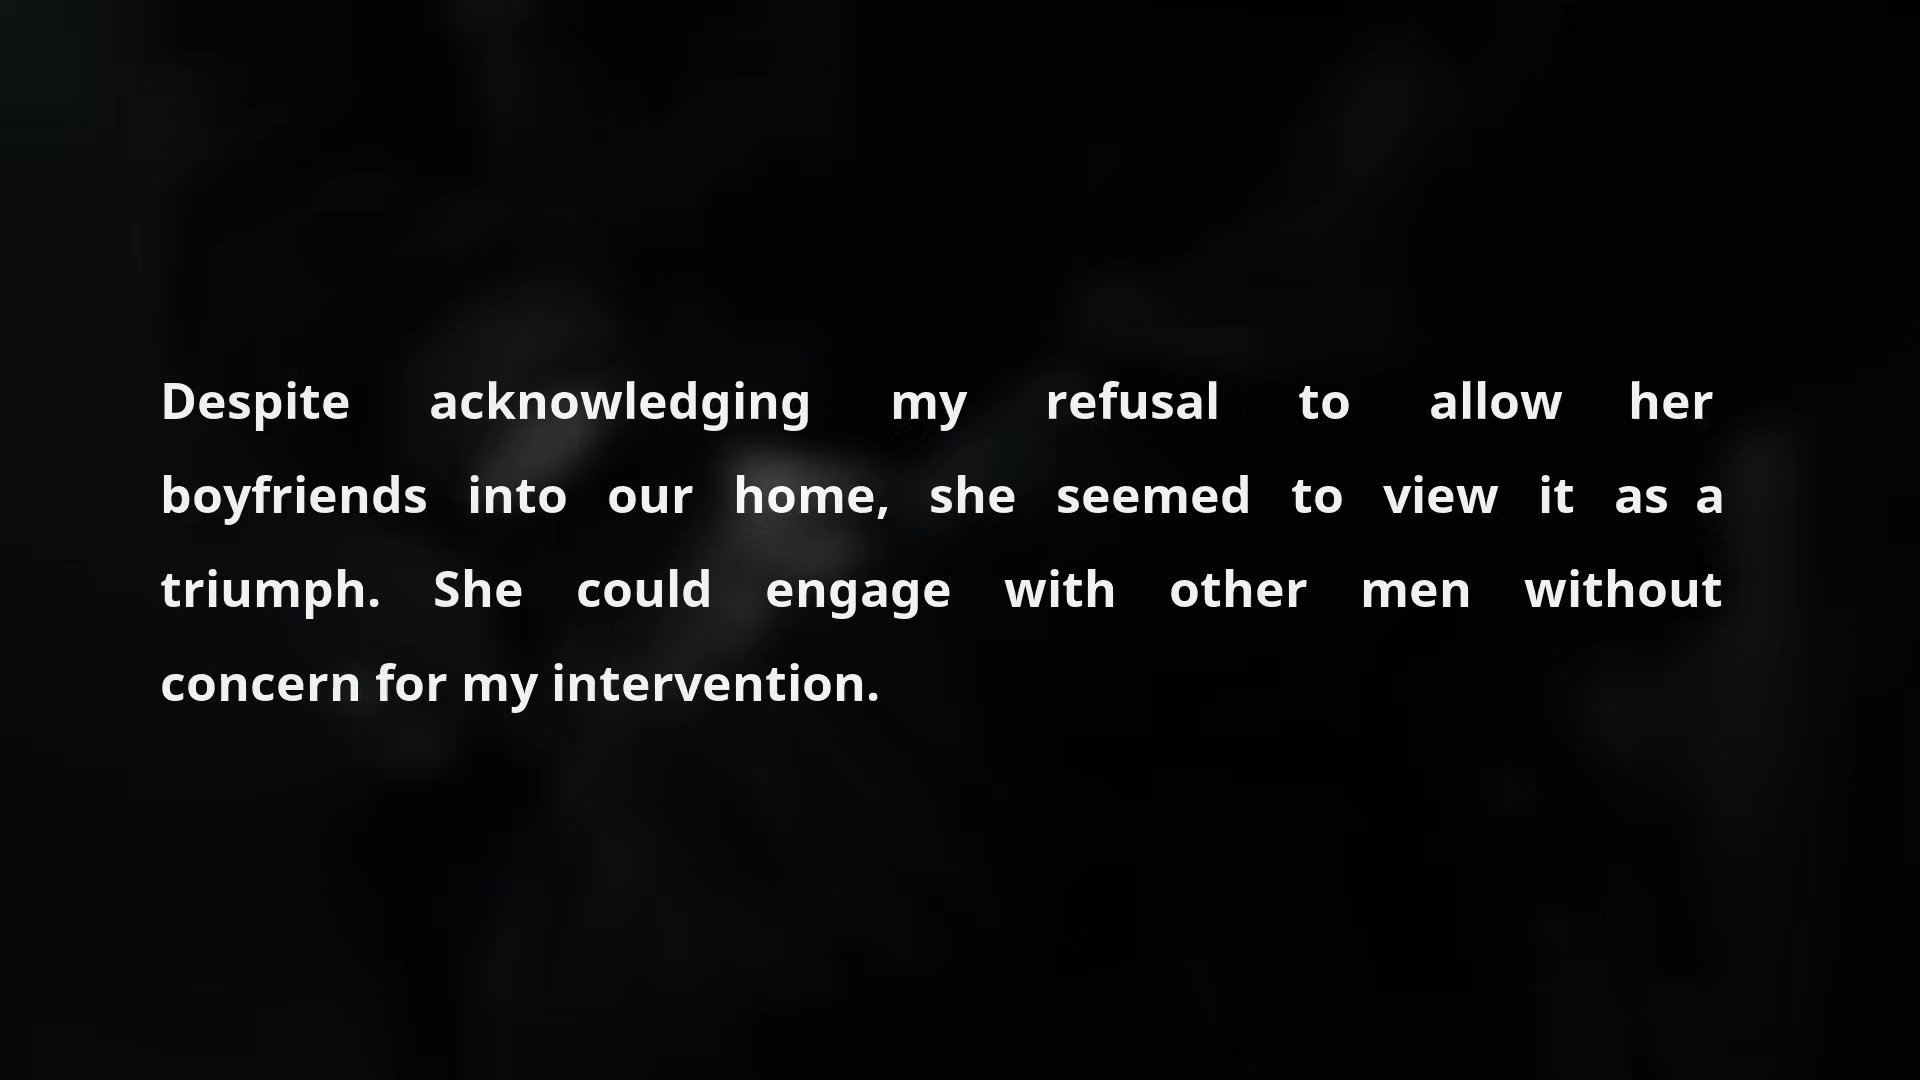 Despite acknowledging my refusal to allow her
boyfriends into our home, she seemed to view it as a
triumph. She could engage with other men without
concern for my intervention.